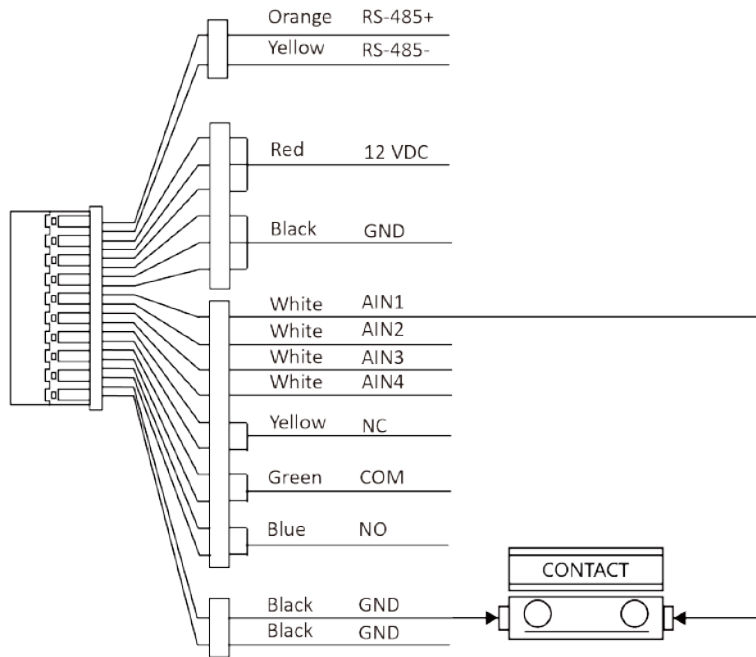 Orange RS-485+
Yellow RS-485-
Red 12 VDC
Black GND
White AIN1
White AIN2
White AIN3
White AIN4
Yellow NC
Green COM
Blue NO
CONTACT
Black GND
Black GND